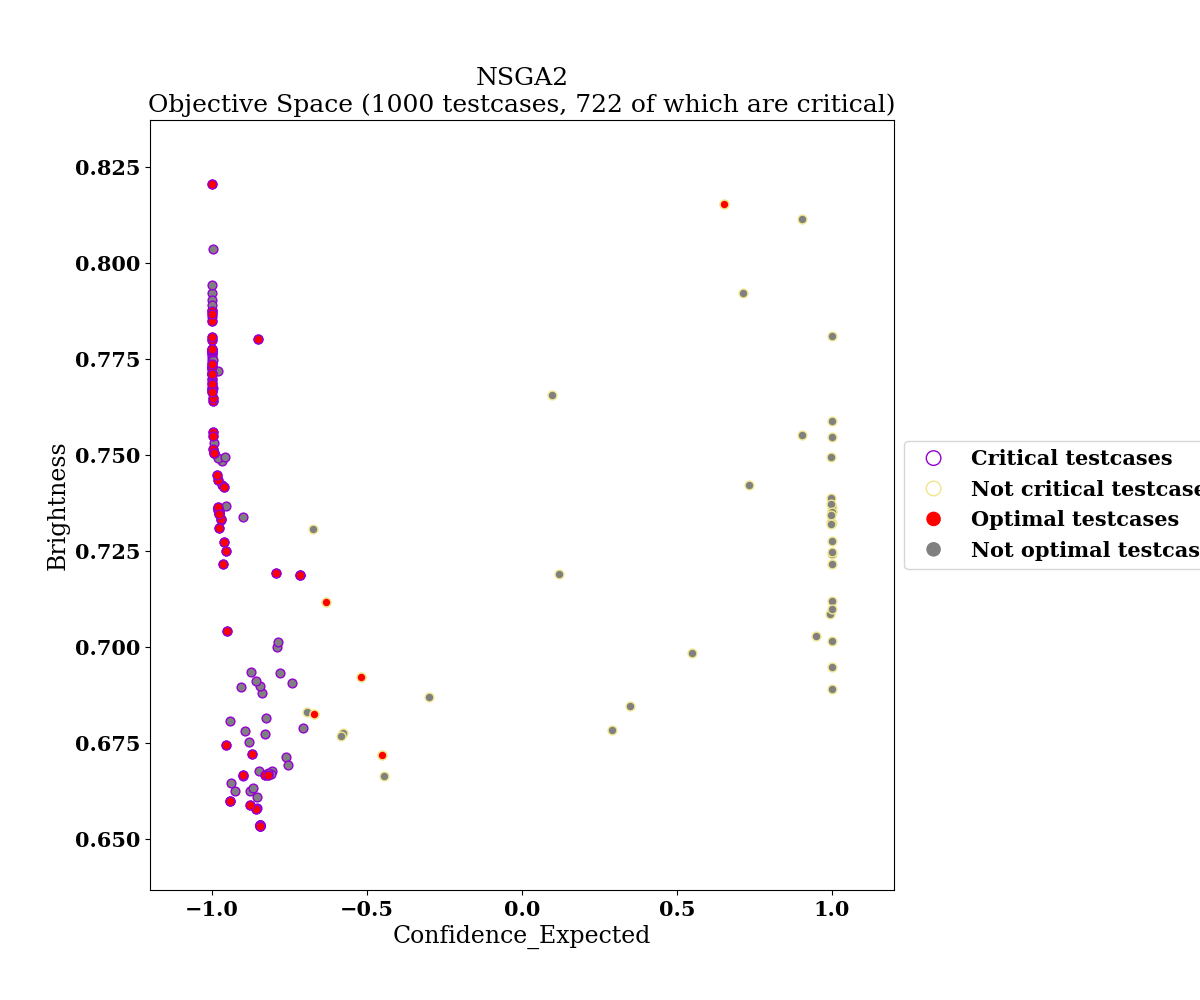 NSGA2
Objective Space (1000 testcases, 722 of which are critical)
0.825
0.800
0.775
0.750
0.725
0.700
0.675
0.650
Brightness
−1.0
−0.5
0.0
0.5
1.0
Confidence_Expected
Critical testcases
Not critical testcase
Optimal testcases
Not optimal testcas